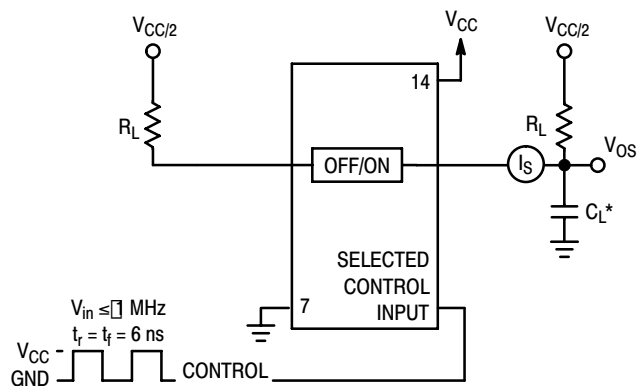 VCC/2
VCC
VCC/2
14
RL
RL
OFF/ON
IS
VOS
CL*
SELECTED
CONTROL
INPUT
7
Vin ≤ 1 MHz
tr = tf = 6 ns
VCC
GND
CONTROL